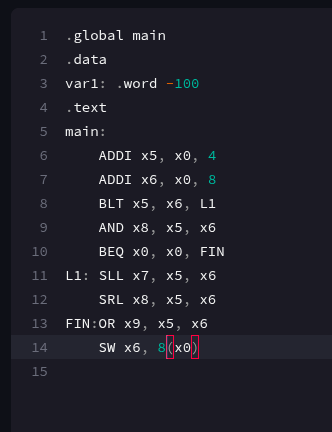 1 .global main
2 .data
3 var1: .word -100
4 .text
5 main:
6 ADDI x5, x0, 4
7 ADDI x6, x0, 8
8 BLT x5, x6, L1
9 AND x8, x5, x6
10 BEQ x0, x0, FIN
11 L1: SLL x7, x5, x6
12 SRL x8, x5, x6
13 FIN:OR x9, x5, x6
14 SW x6, 8(x0)
15